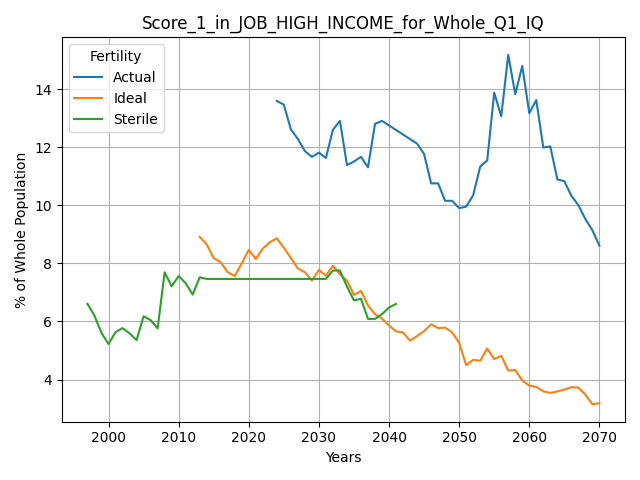 Score_1_in_JOB_HIGH_INCOME_for_Whole_Q1_IQ
Fertility
Actual
Ideal
Sterile
% of Whole Population
14
12
10
8
6
4
2000 2010 2020 2030 2040 2050 2060 2070
Years